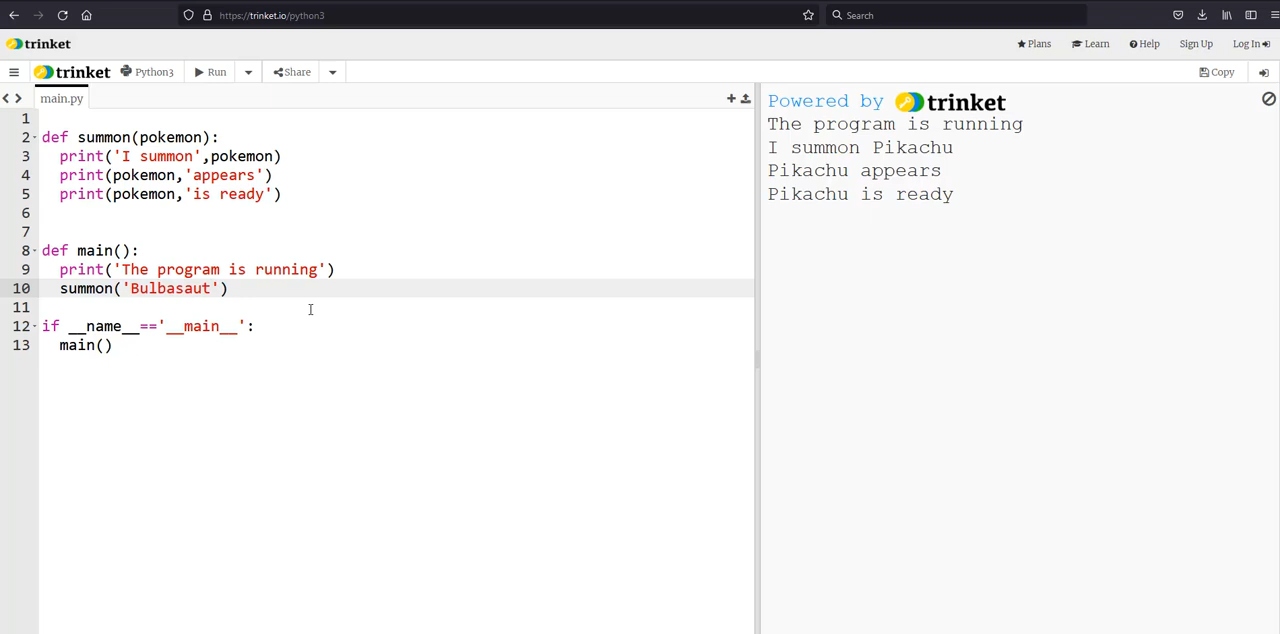 https://trinket.io/python3
Search
trinket
Plans
Learn
Help
Sign Up
Log In
trinket Python3 Run Share
Copy
main.py
1
2 def summon(pokemon):
3 print('I summon',pokemon)
4 print(pokemon,'appears')
5 print(pokemon,'is ready')
6
7
8 def main():
9 print('The program is running')
10 summon('Bulbasaut')
11
12 if __name__=='__main__':
13 main()
Powered by trinket
The program is running
I summon Pikachu
Pikachu appears
Pikachu is ready